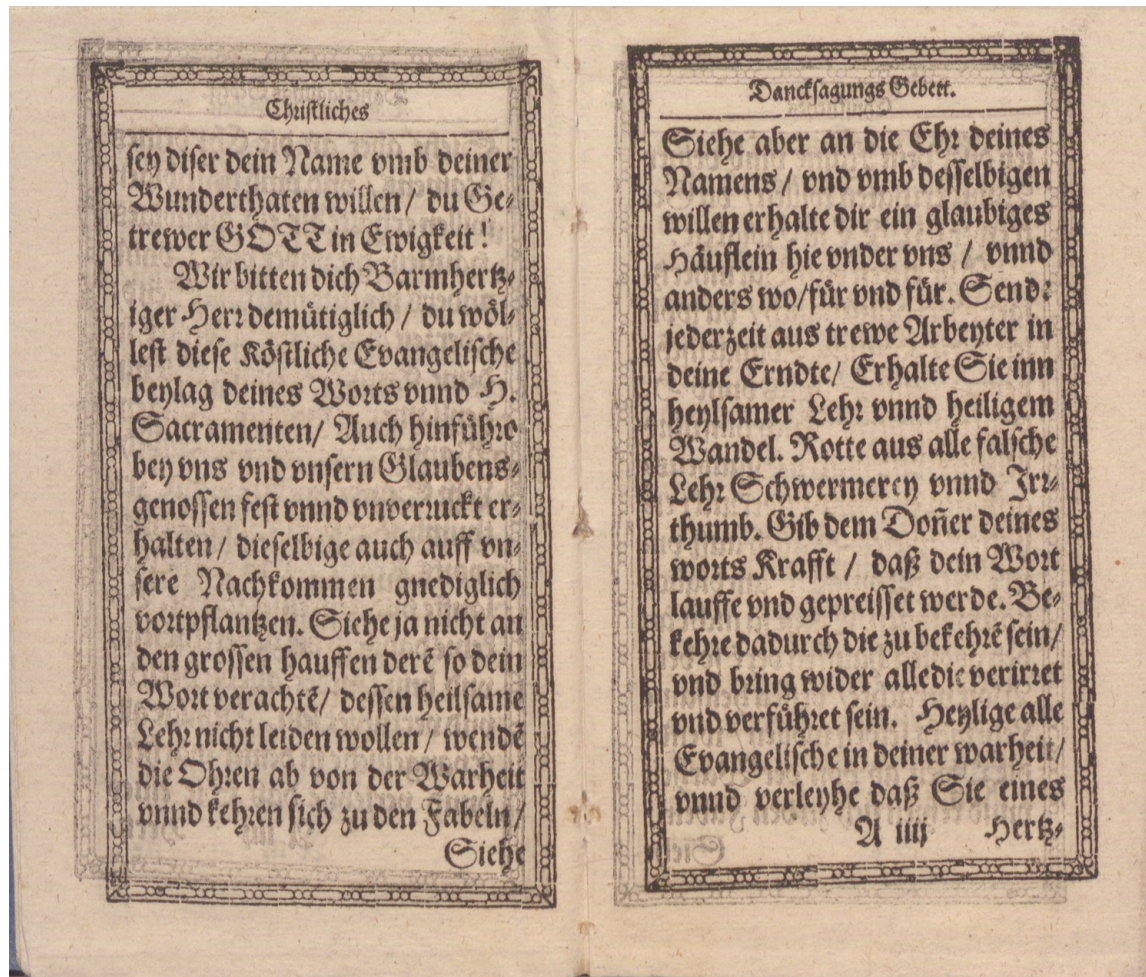 Christliches
sey diser dein Name vmb deiner
Wunderthaten willen / du Ge-
trewer GOTT in Ewigkeit!
Wir bitten dich Barmhertz-
iger Herr demütiglich / du wöl-
lest diese Köstliche Evangelische
beylag deines Worts vnnd H.
Sacramenten / Auch hinführo
bey vns vnd vnsern Glaubens-
genossen fest vnnd vnverruckt er-
halten / dieselbige auch auff vn-
sere Nachkommen gnediglich
vortpflantzen. Siehe ja nicht an
den grossen hauffen derẽ so dein
Wort verachtẽ / dessen heilsame
Lehr nicht leiden wollen / wendẽ
die Ohren ab von der Warheit
vnnd kehren sich zu den Fabeln /
Siehe
Dancksagungs Gebett.
Siehe aber an die Ehr deines
Namens / vnd vmb desselbigen
willen erhalte dir ein glaubiges
Häuflein hie vnder vns / vnnd
anders wo / für vnd für. Sende
jederzeit aus trewe Arbeyter in
deine Erndte / Erhalte Sie inn
heylsamer Lehr vnnd heiligem
Wandel. Rotte aus alle falsche
Lehr Schwermerey vnnd Irr-
thumb. Gib dem Doñer deines
worts Krafft / daß dein Wort
lauffe vnd gepreisset werde. Be-
kehre dadurch die zu bekehrẽ sein /
vnd bring wider alle die verirret
vnd verführet sein. Heylige alle
Evangelische in deiner warheit /
vnnd verleyhe daß Sie eines
A iiij Hertz-